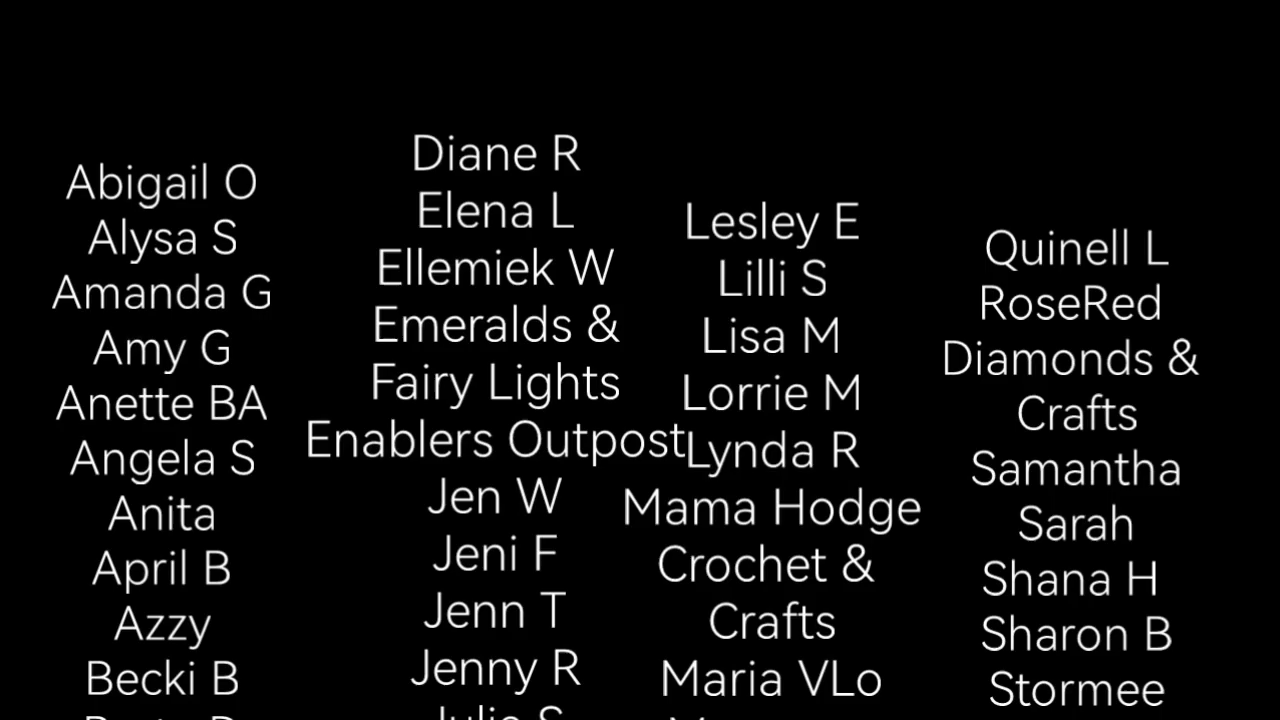 Abigail O
Alysa S
Amanda G
Amy G
Anette BA
Angela S
Anita
April B
Azzy
Becki B
Diane R
Elena L
Ellemiek W
Emeralds &
Fairy Lights
Enablers Outpost
Jen W
Jeni F
Jenn T
Jenny R
Julie S
Lesley E
Lilli S
Lisa M
Lorrie M
Lynda R
Mama Hodge
Crochet &
Crafts
Maria VLo
Quinell L
RoseRed
Diamonds &
Crafts
Samantha
Sarah
Shana H
Sharon B
Stormee